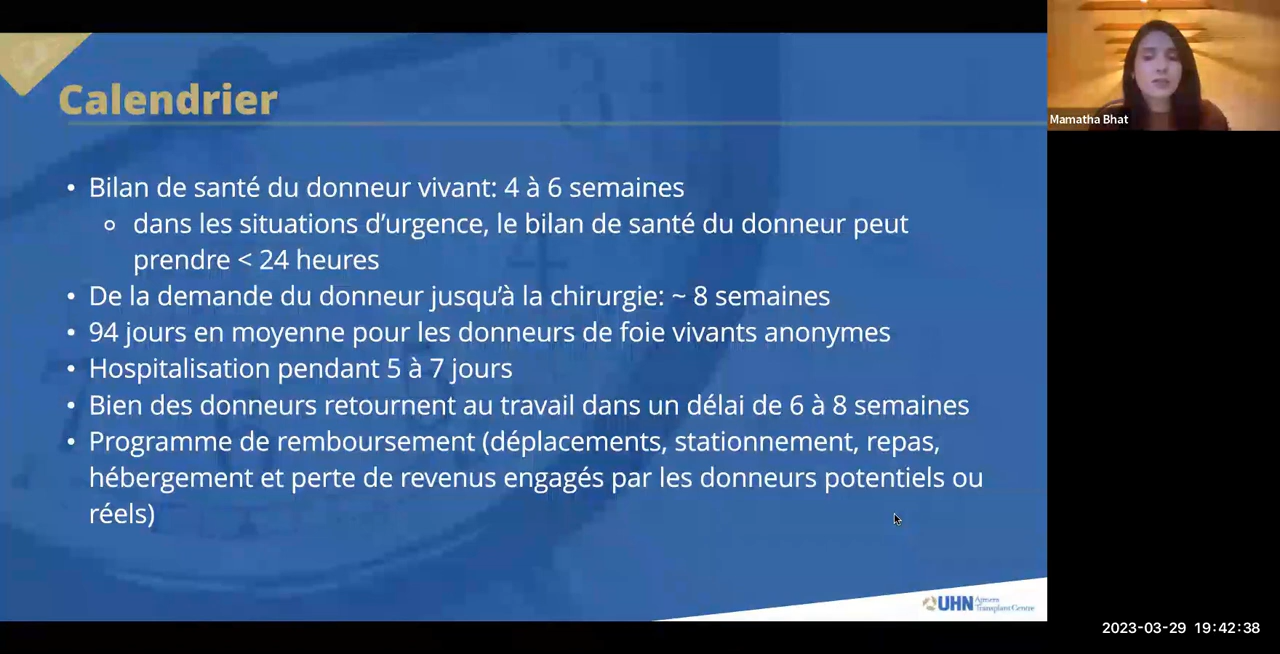 Calendrier
• Bilan de santé du donneur vivant: 4 à 6 semaines
o dans les situations d’urgence, le bilan de santé du donneur peut
prendre < 24 heures
• De la demande du donneur jusqu’à la chirurgie: ~ 8 semaines
• 94 jours en moyenne pour les donneurs de foie vivants anonymes
• Hospitalisation pendant 5 à 7 jours
• Bien des donneurs retournent au travail dans un délai de 6 à 8 semaines
• Programme de remboursement (déplacements, stationnement, repas,
hébergement et perte de revenus engagés par les donneurs potentiels ou
réels)
UHN Ajmera
Transplant Centre
Mamatha Bhat
2023-03-29 19:42:38